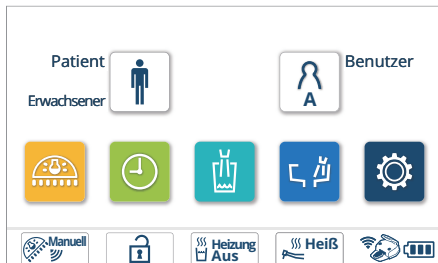 Patient
Benutzer
Erwachsener
A
Manuell
Heizung
Aus
Heiß